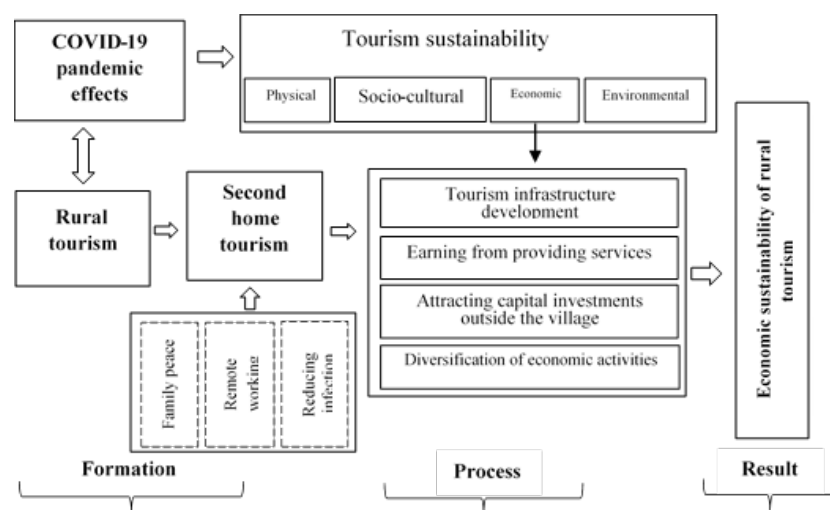 COVID-19
pandemic
effects
Tourism sustainability
Physical
Socio-cultural
Economic
Environmental
Rural
tourism
Second
home
tourism
Tourism infrastructure
development
Earning from providing services
Attracting capital investments
outside the village
Diversification of economic activities
Economic sustainability of rural
tourism
Family peace
Remote
working
Reducing
infection
Formation
Process
Result